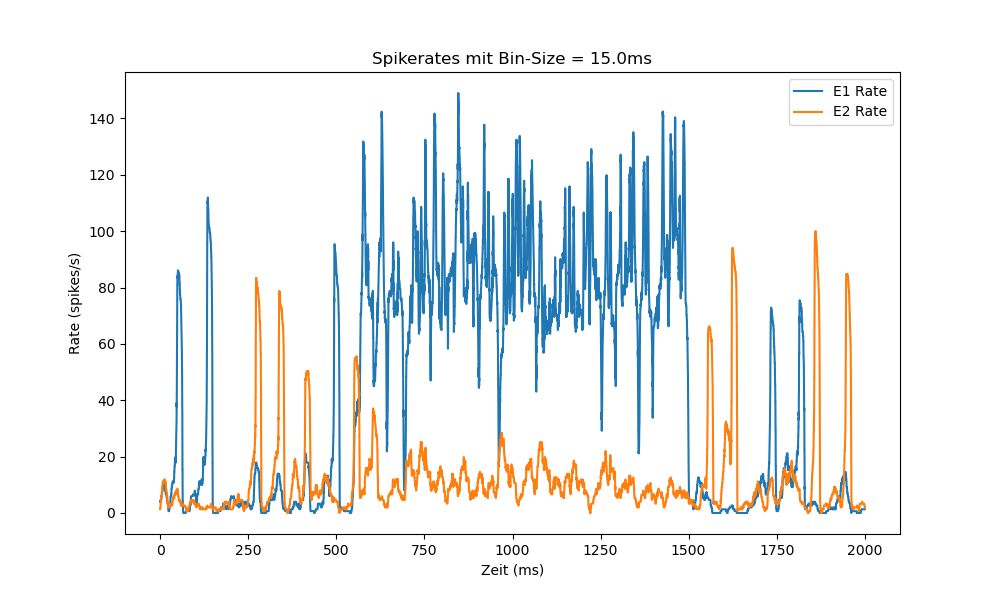 Spikerates mit Bin-Size = 15.0ms
E1 Rate
E2 Rate
Rate (spikes/s)
140
120
100
80
60
40
20
0
0 250 500 750 1000 1250 1500 1750 2000
Zeit (ms)